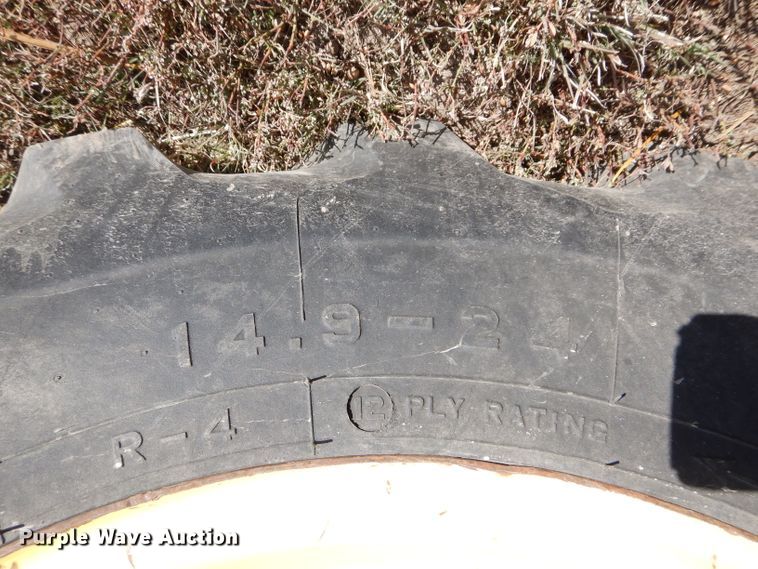 14.9-24
R-4
12 PLY RATING
Purple Wave Auction